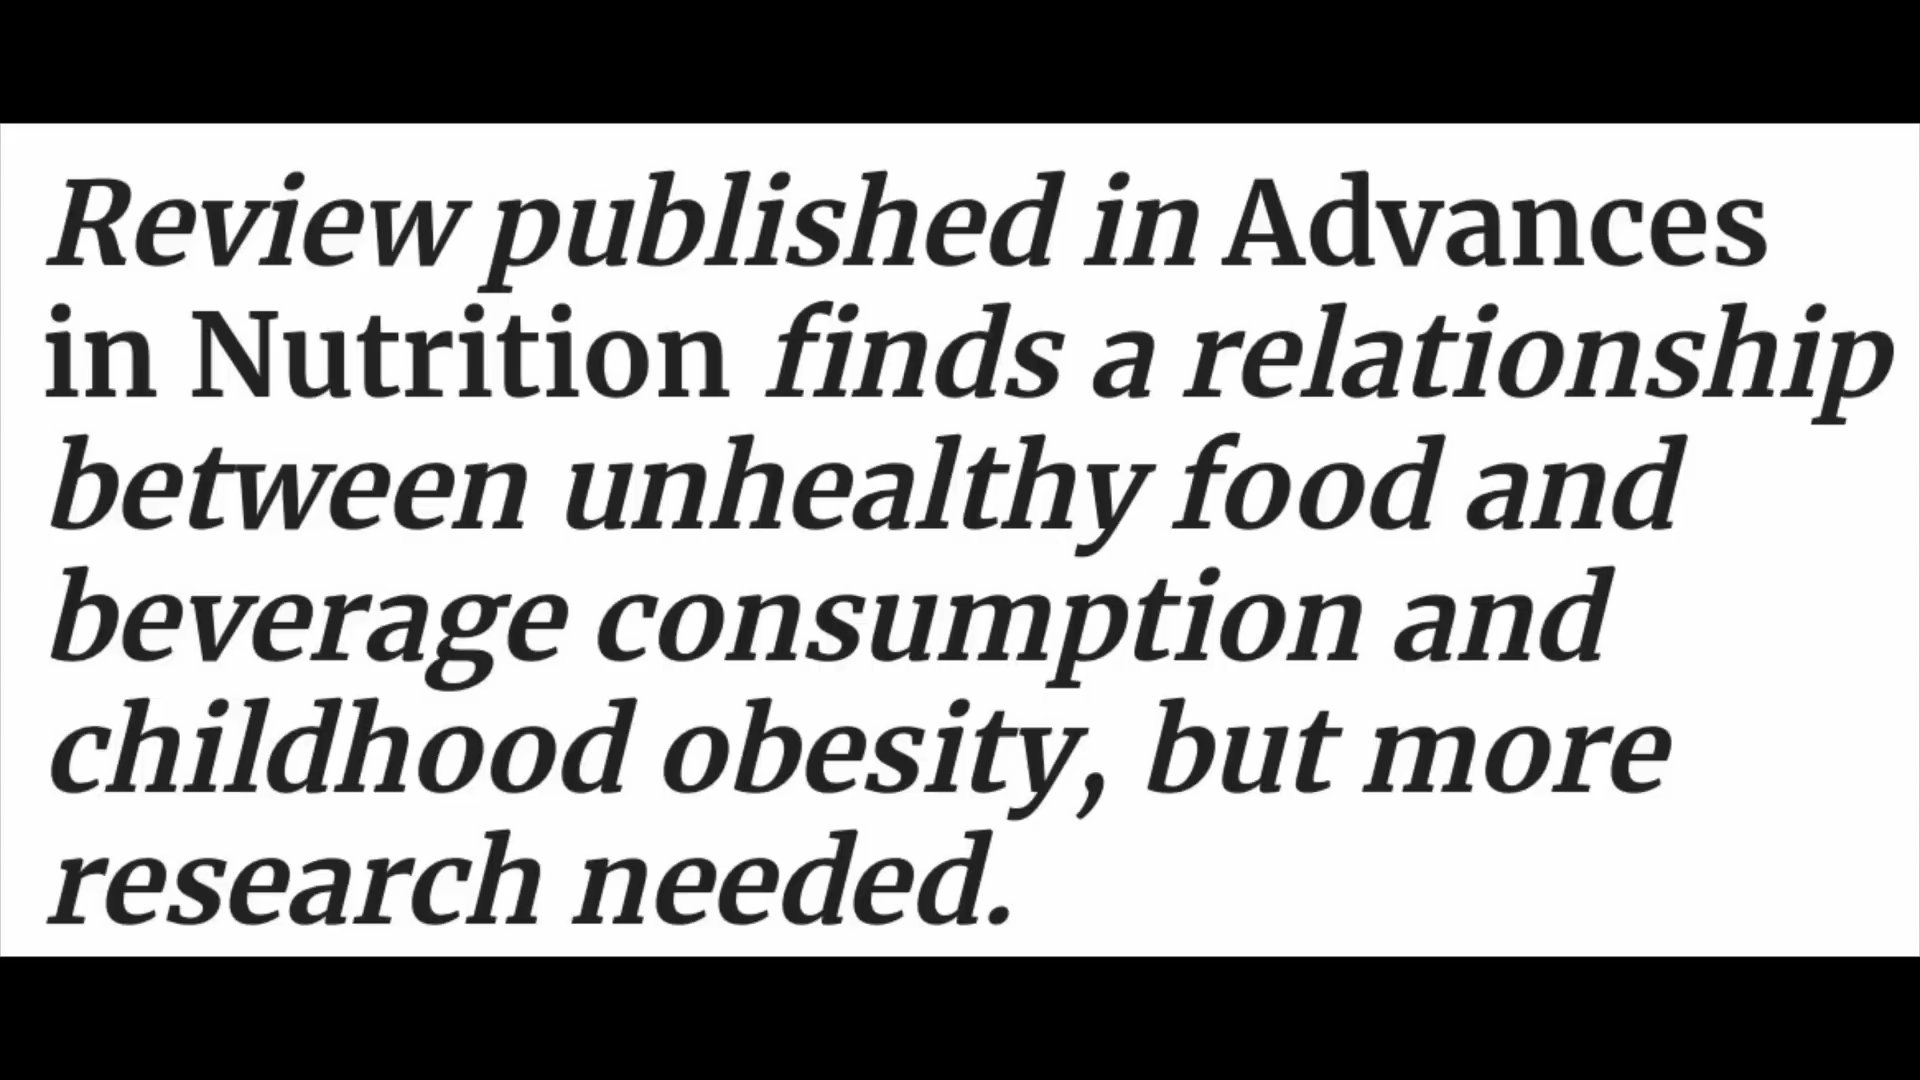 Review published in Advances
in Nutrition finds a relationship
between unhealthy food and
beverage consumption and
childhood obesity, but more
research needed.